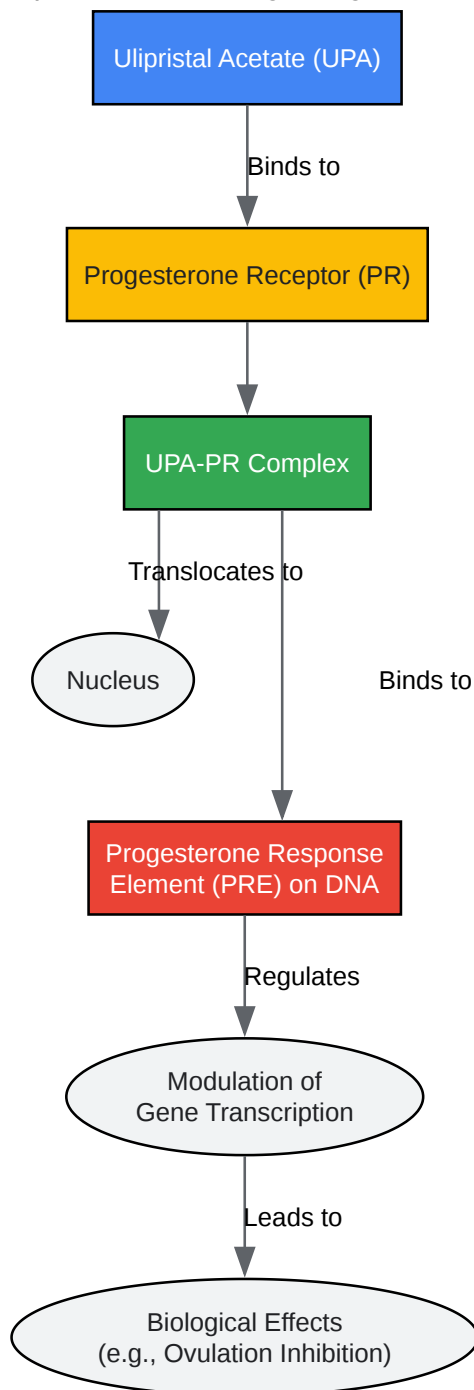 Ulipristal Acetate (UPA)
Binds to
Progesterone Receptor (PR)
UPA-PR Complex
Translocates to
Nucleus
Binds to
Progesterone Response
Element (PRE) on DNA
Regulates
Modulation of
Gene Transcription
Leads to
Biological Effects
(e.g., Ovulation Inhibition)